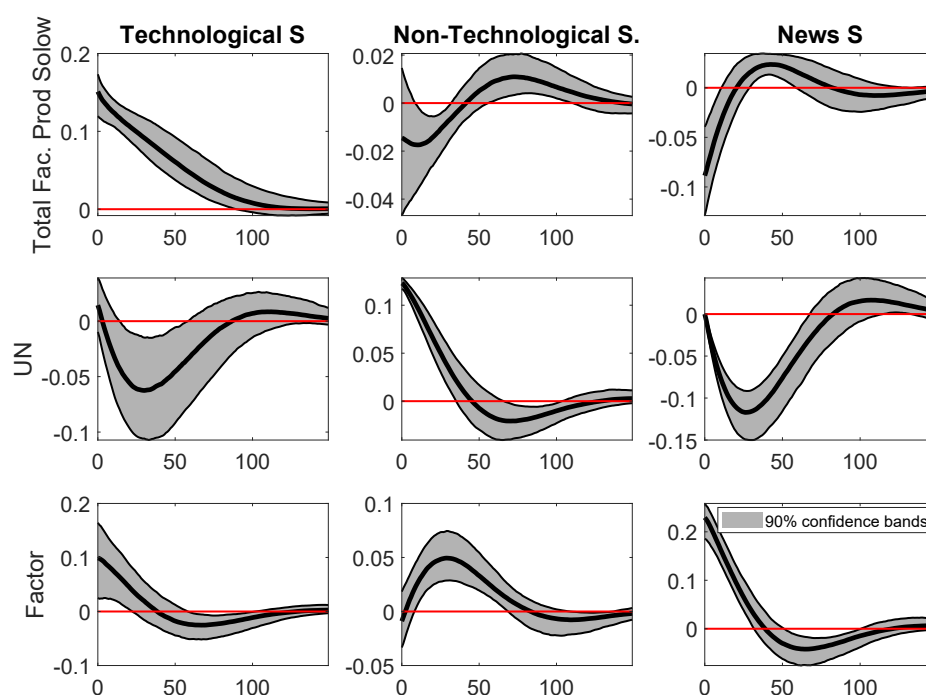 Technological S
Non-Technological S.
News S
Total Fac. Prod Solow
0.2
0.1
0
0 50 100
0.02
0
-0.02
-0.04
0 50 100
0
-0.05
-0.1
0 50 100
UN
0
-0.05
-0.1
0 50 100
0.1
0.05
0
0 50 100
0
-0.05
-0.1
-0.15
0 50 100
Factor
0.2
0.1
0
-0.1
0 50 100
0.1
0.05
0
-0.05
0 50 100
0.2
0.1
0
0 50 100
90% confidence bands